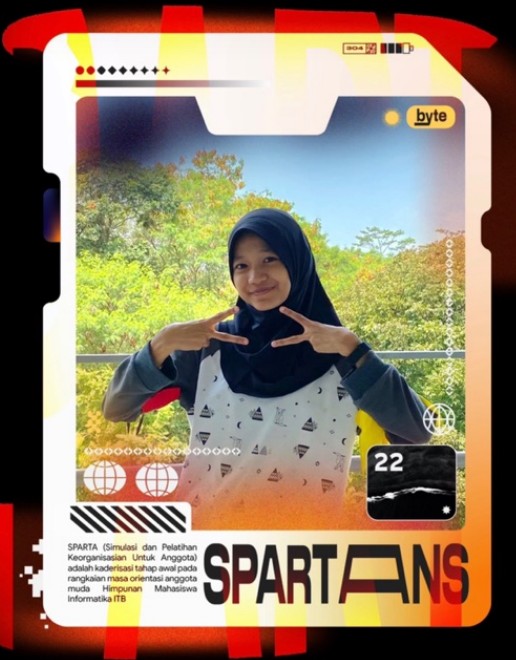 304
byte
22
SPARTA (Simulasi dan Pelatihan
Keorganisasian Untuk Anggota)
adalah kaderisasi tahap awal pada
rangkaian masa orientasi anggota
muda Himpunan Mahasiswa
Informatika ITB
SPARTANS